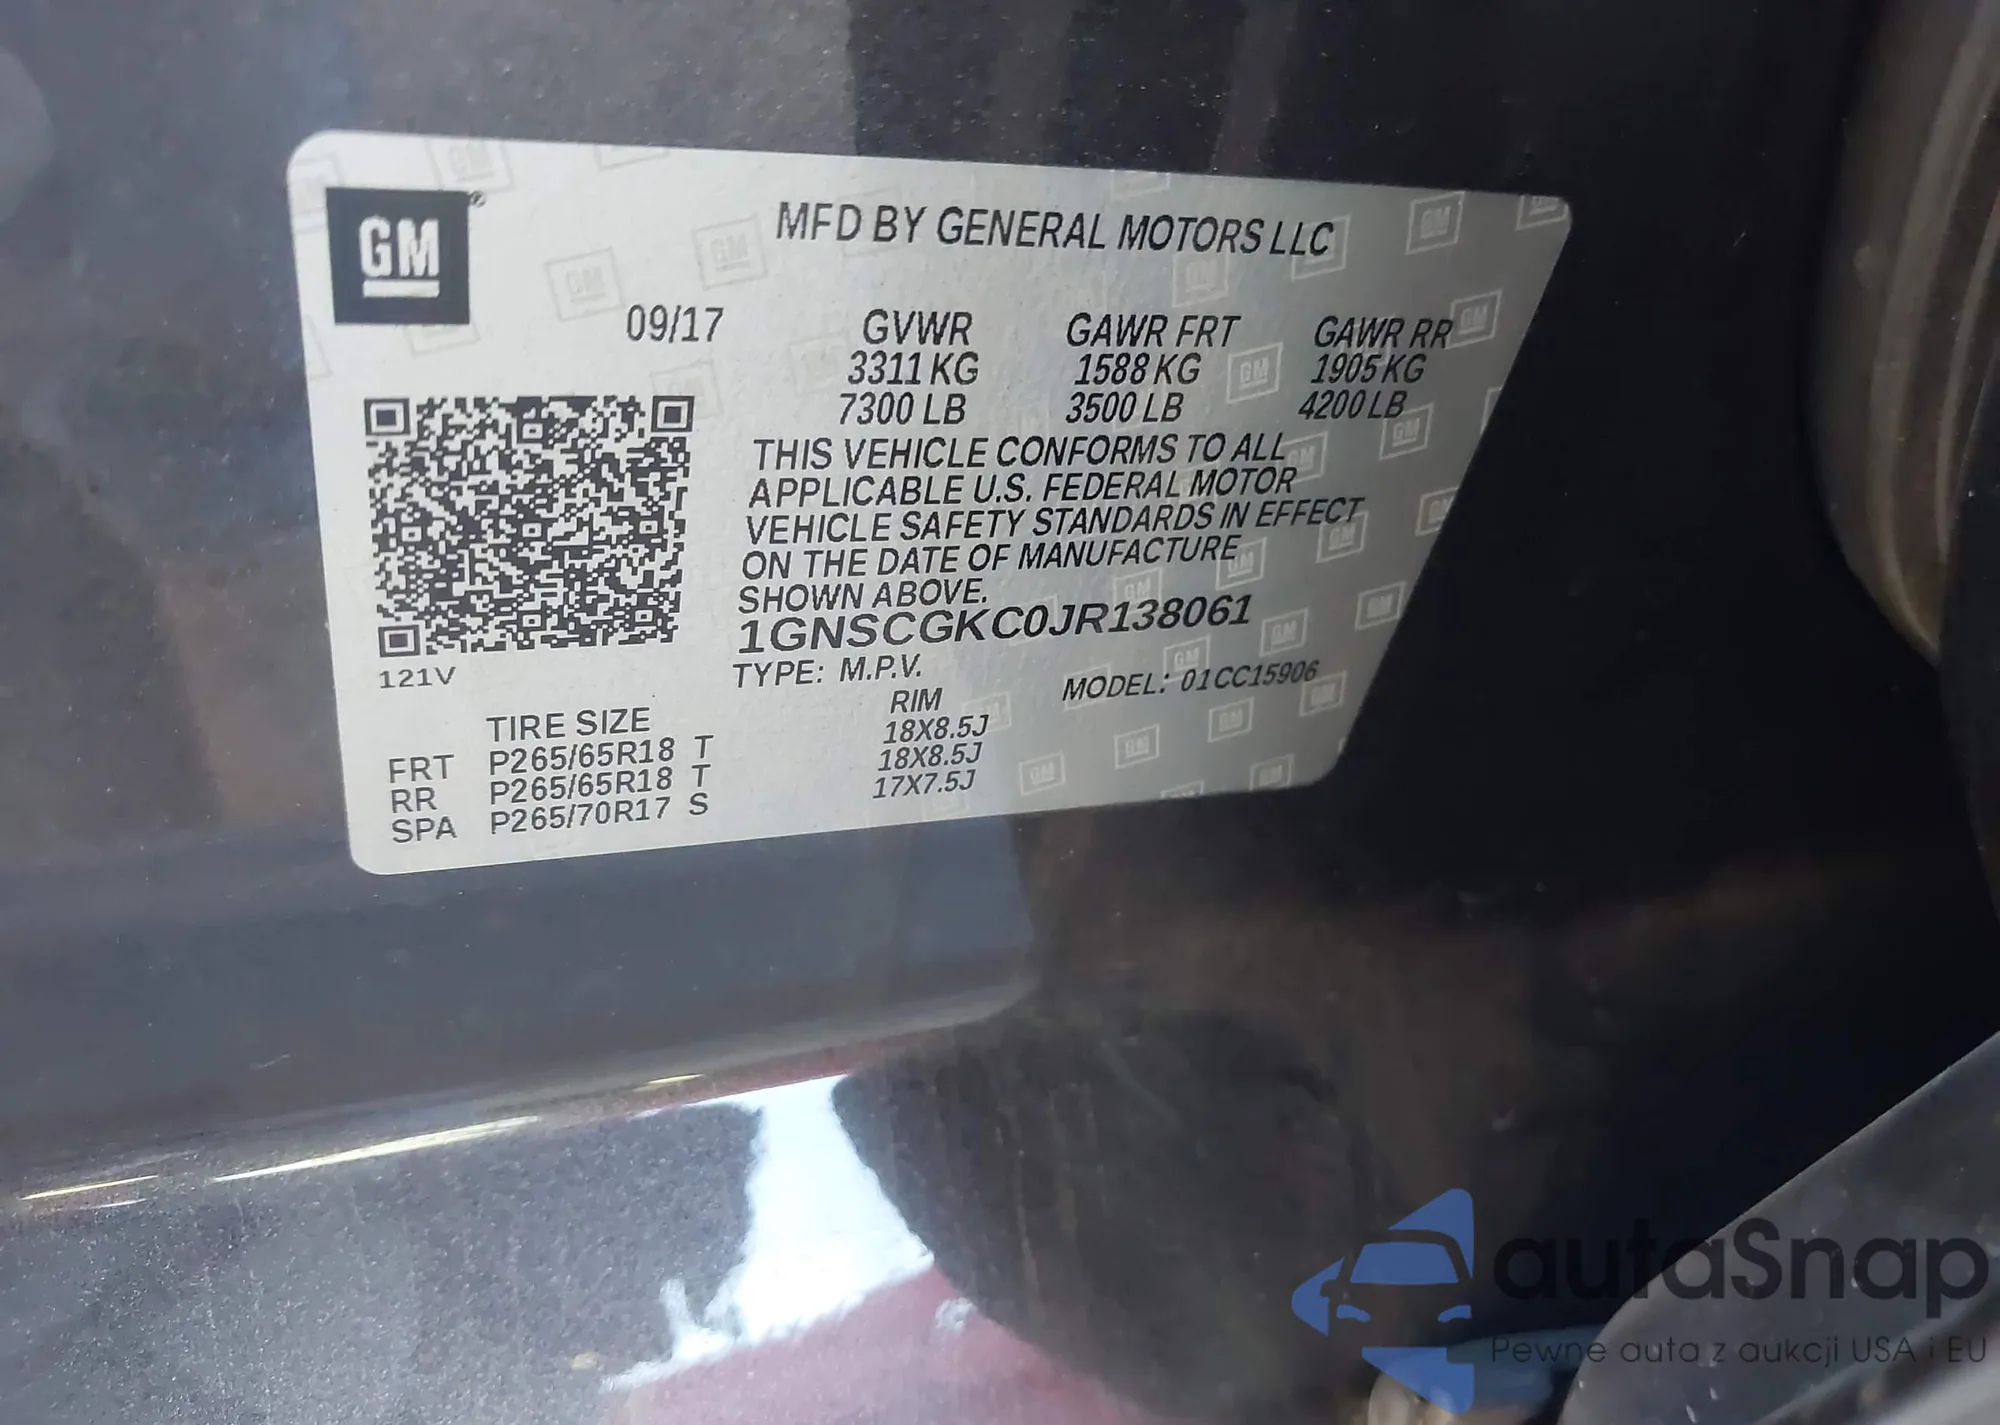 GM
MFD BY GENERAL MOTORS LLC
09/17 GVWR GAWR FRT GAWR RR
3311 KG 1588 KG 1905 KG
7300 LB 3500 LB 4200 LB
THIS VEHICLE CONFORMS TO ALL
APPLICABLE U.S. FEDERAL MOTOR
VEHICLE SAFETY STANDARDS IN EFFECT
ON THE DATE OF MANUFACTURE
SHOWN ABOVE.
1GNSCGKC0JR138061
121V
TYPE: M.P.V. MODEL: 01CC15906
TIRE SIZE RIM
FRT P265/65R18 T 18X8.5J
RR P265/65R18 T 18X8.5J
SPA P265/70R17 S 17X7.5J
autaSnap
Pewne auta z aukcji USA i EU